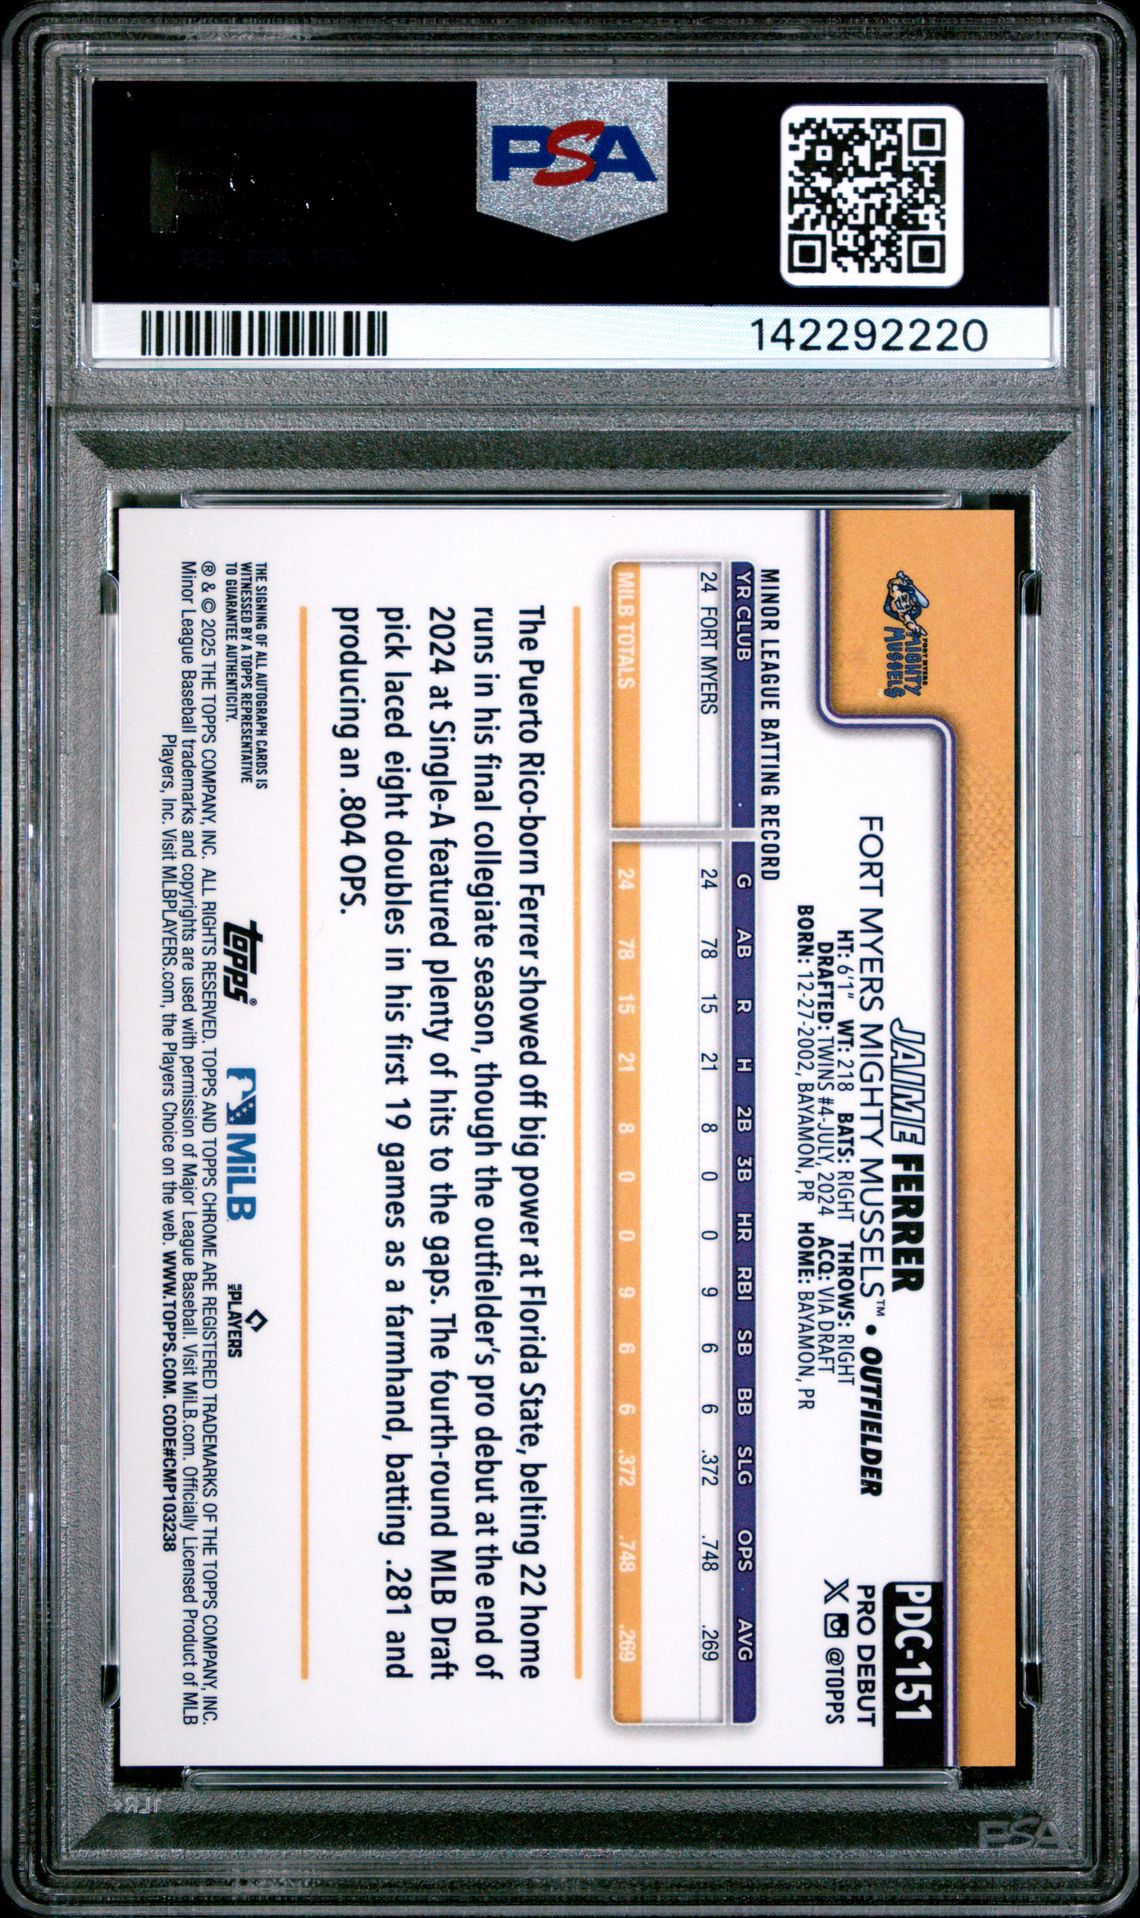 PSA
142292220
FORT MYERS
MIGHTY
MUSSELS
JAIME FERRER
FORT MYERS MIGHTY MUSSELS™ • OUTFIELDER
HT: 6'1" WT: 218 BATS: RIGHT THROWS: RIGHT
DRAFTED: TWINS #4-JULY, 2024 ACQ: VIA DRAFT
BORN: 12-27-2002, BAYAMON, PR HOME: BAYAMON, PR
PDC-151
PRO DEBUT
X @TOPPS
MINOR LEAGUE BATTING RECORD
YR CLUB G AB R H 2B 3B HR RBI SB BB SLG OPS AVG
24 FORT MYERS 24 78 15 21 8 0 0 9 6 6 .372 .748 .269
MILB TOTALS 24 78 15 21 8 0 0 9 6 6 .372 .748 .269
The Puerto Rico-born Ferrer showed off big power at Florida State, belting 22 home
runs in his final collegiate season, though the outfielder's pro debut at the end of
2024 at Single-A featured plenty of hits to the gaps. The fourth-round MLB Draft
pick laced eight doubles in his first 19 games as a farmhand, batting .281 and
producing an .804 OPS.
THE SIGNING OF ALL AUTOGRAPH CARDS IS
WITNESSED BY A TOPPS REPRESENTATIVE
TO GUARANTEE AUTHENTICITY.
topps®
MiLB
MLB PLAYERS
® & © 2025 THE TOPPS COMPANY, INC. ALL RIGHTS RESERVED. TOPPS AND TOPPS CHROME ARE REGISTERED TRADEMARKS OF THE TOPPS COMPANY, INC.
Minor League Baseball trademarks and copyrights are used with permission of Major League Baseball. Visit MiLB.com. Officially Licensed Product of MLB
Players, Inc. Visit MLBPLAYERS.com, the Players Choice on the web. WWW.TOPPS.COM. CODE#CMP103238
PSA